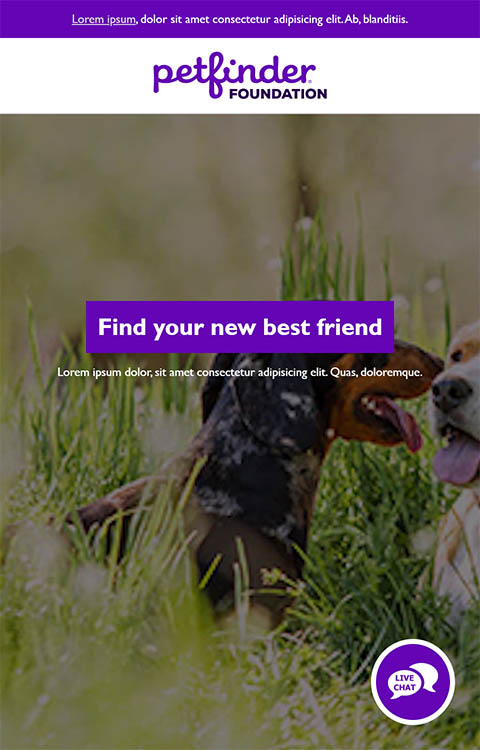 Lorem ipsum, dolor sit amet consectetur adipisicing elit. Ab, blanditiis.
petfinder®
FOUNDATION
Find your new best friend
Lorem ipsum dolor, sit amet consectetur adipisicing elit. Quas, doloremque.
LIVE
CHAT